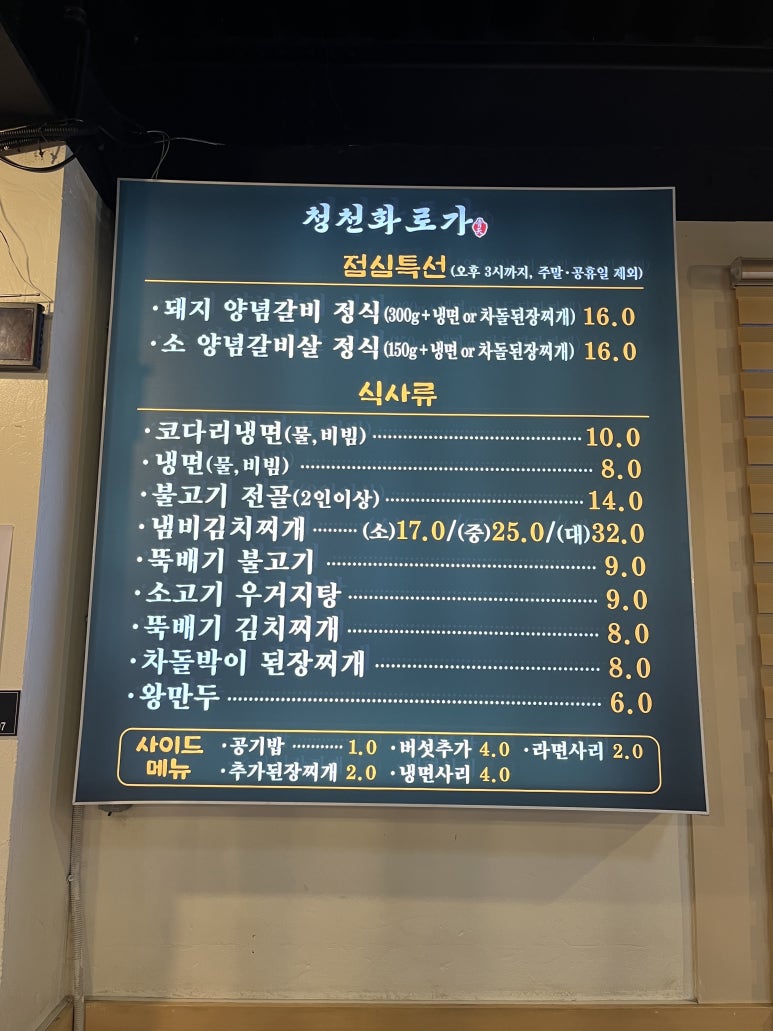 청천화로가
점심특선(오후 3시까지, 주말·공휴일 제외)
·돼지 양념갈비 정식(300g+냉면 or 차돌된장찌개) 16.0
·소 양념갈비살 정식(150g+냉면 or 차돌된장찌개) 16.0
식사류
·코다리냉면(물,비빔) 10.0
·냉면(물,비빔) 8.0
·불고기 전골(2인이상) 14.0
·냄비김치찌개 (소)17.0/(중)25.0/(대)32.0
·뚝배기 불고기 9.0
·소고기 우거지탕 9.0
·뚝배기 김치찌개 8.0
·차돌박이 된장찌개 8.0
·왕만두 6.0
사이드 메뉴
·공기밥 1.0 ·버섯추가 4.0 ·라면사리 2.0
·추가된장찌개 2.0 ·냉면사리 4.0